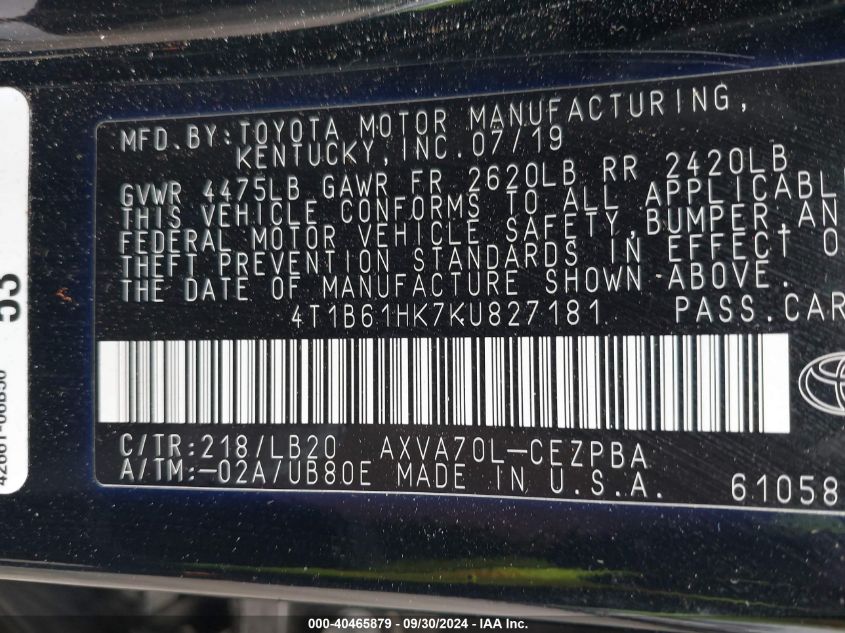 MFD. BY: TOYOTA MOTOR MANUFACTURING,
KENTUCKY, INC. 07/19
GVWR 4475LB GAWR FR 2620LB RR 2420LB
THIS VEHICLE CONFORMS TO ALL APPLICABL
FEDERAL MOTOR VEHICLE SAFETY, BUMPER, AN
THEFT PREVENTION STANDARDS IN EFFECT O
THE DATE OF MANUFACTURE SHOWN ABOVE.
4T1B61HK7KU827181 PASS. CAR
C/TR: 218/LB20 AXVA70L-CEZPBA
A/TM: -02A/UB80E MADE IN U.S.A. 61058
53
000-40465879 // 09/30/2024 // IAA Inc.